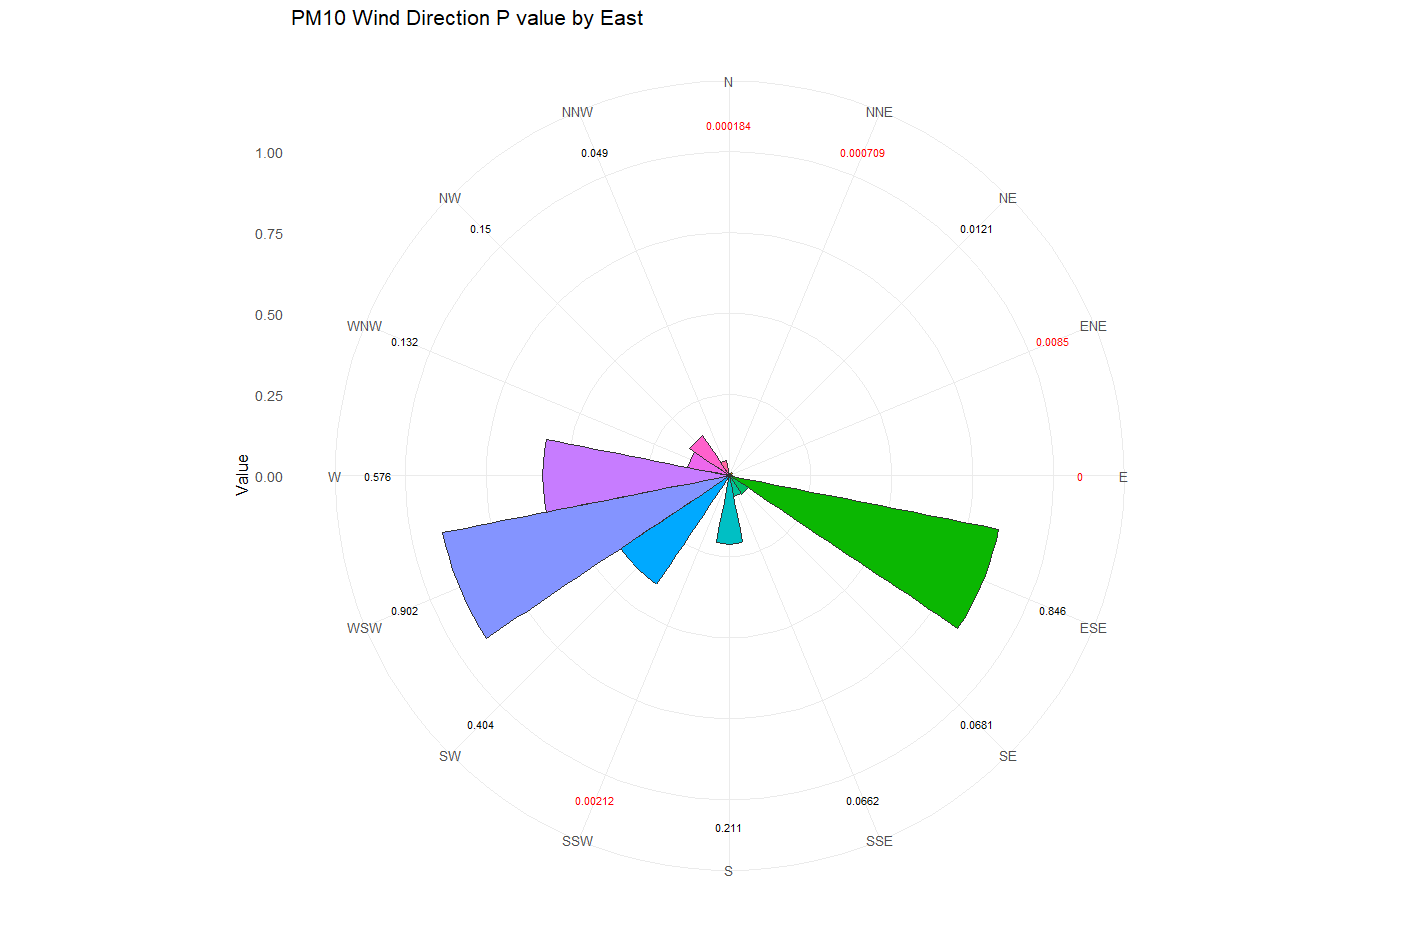 PM10 Wind Direction P value by East
N
NNW
NNE
0.000184
1.00
0.049
0.000709
NW
NE
0.75
0.15
0.0121
0.50
WNW
ENE
0.132
0.0085
0.25
Value
0.00
W
0.576
0
E
0.902
0.846
WSW
ESE
0.404
0.0681
SW
SE
0.00212
0.0662
0.211
SSW
SSE
S